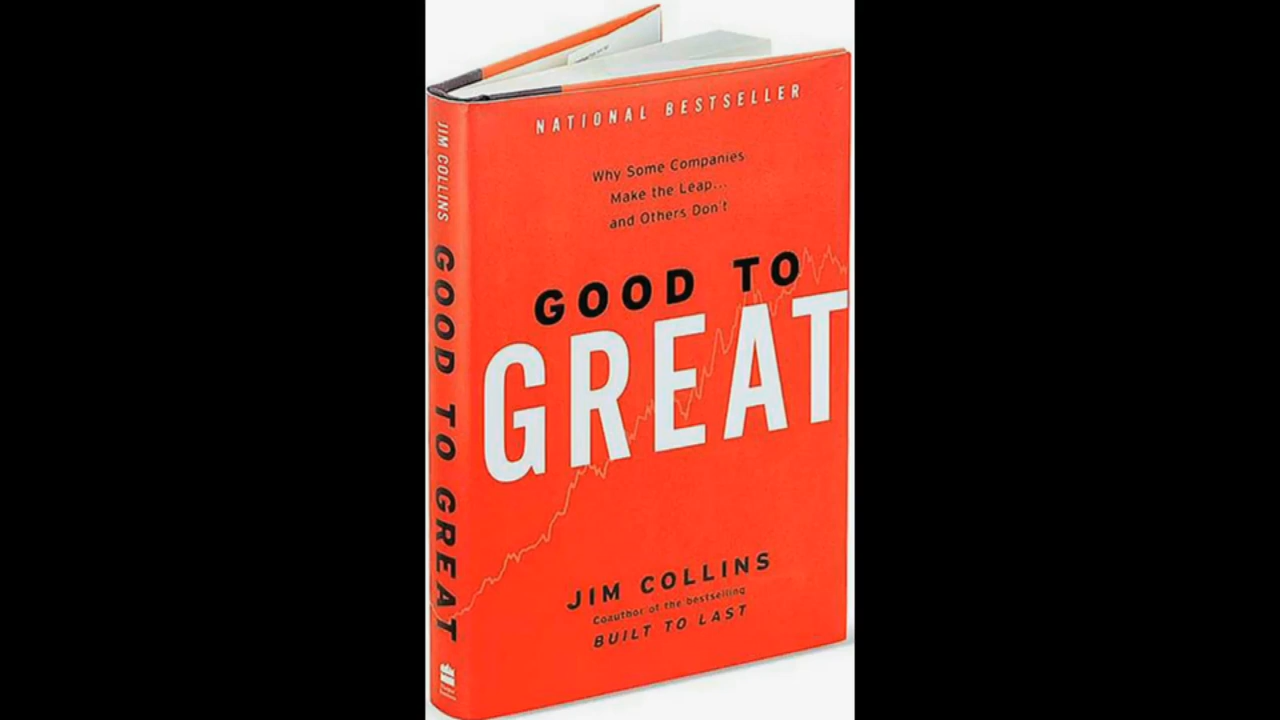 NATIONAL BESTSELLER
Why Some Companies
Make the Leap...
and Others Don't
GOOD TO
GREAT
JIM COLLINS
Coauthor of the bestselling
BUILT TO LAST
JIM COLLINS GOOD TO GREAT